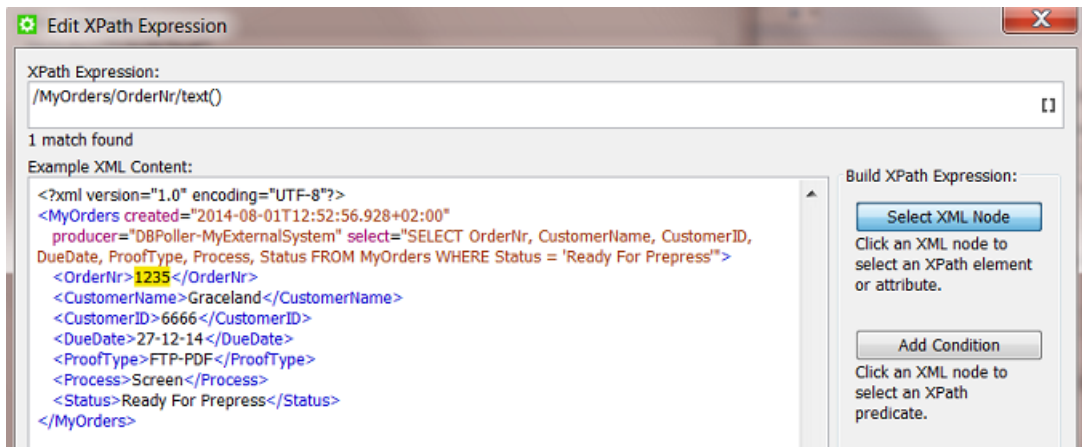 Edit XPath Expression
X
XPath Expression:
/MyOrders/OrderNr/text()
[]
1 match found
Example XML Content:
<?xml version="1.0" encoding="UTF-8"?>
<MyOrders created="2014-08-01T12:52:56.928+02:00"
producer="DBPoller-MyExternalSystem" select="SELECT OrderNr, CustomerName, CustomerID,
DueDate, ProofType, Process, Status FROM MyOrders WHERE Status = 'Ready For Prepress'">
<OrderNr>1235</OrderNr>
<CustomerName>Graceland</CustomerName>
<CustomerID>6666</CustomerID>
<DueDate>27-12-14</DueDate>
<ProofType>FTP-PDF</ProofType>
<Process>Screen</Process>
<Status>Ready For Prepress</Status>
</MyOrders>
Build XPath Expression:
Select XML Node
Click an XML node to
select an XPath element
or attribute.
Add Condition
Click an XML node to
select an XPath
predicate.